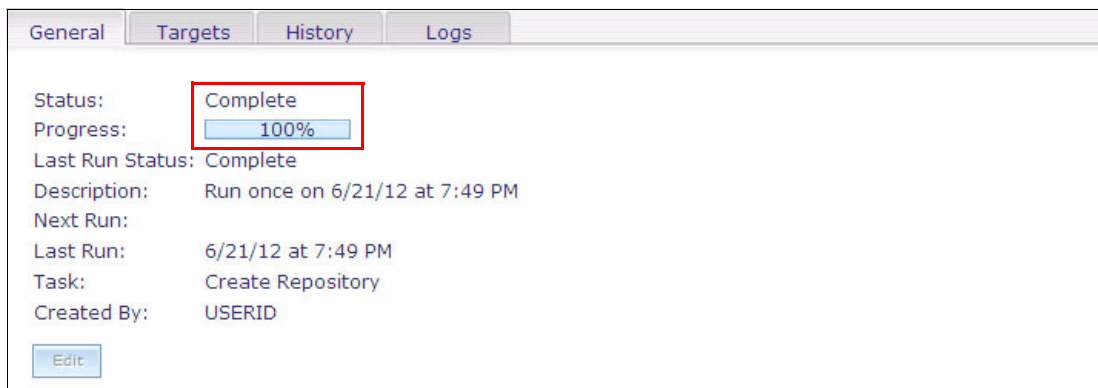 General Targets History Logs
Status: Complete
Progress: 100%
Last Run Status: Complete
Description: Run once on 6/21/12 at 7:49 PM
Next Run:
Last Run: 6/21/12 at 7:49 PM
Task: Create Repository
Created By: USERID
Edit